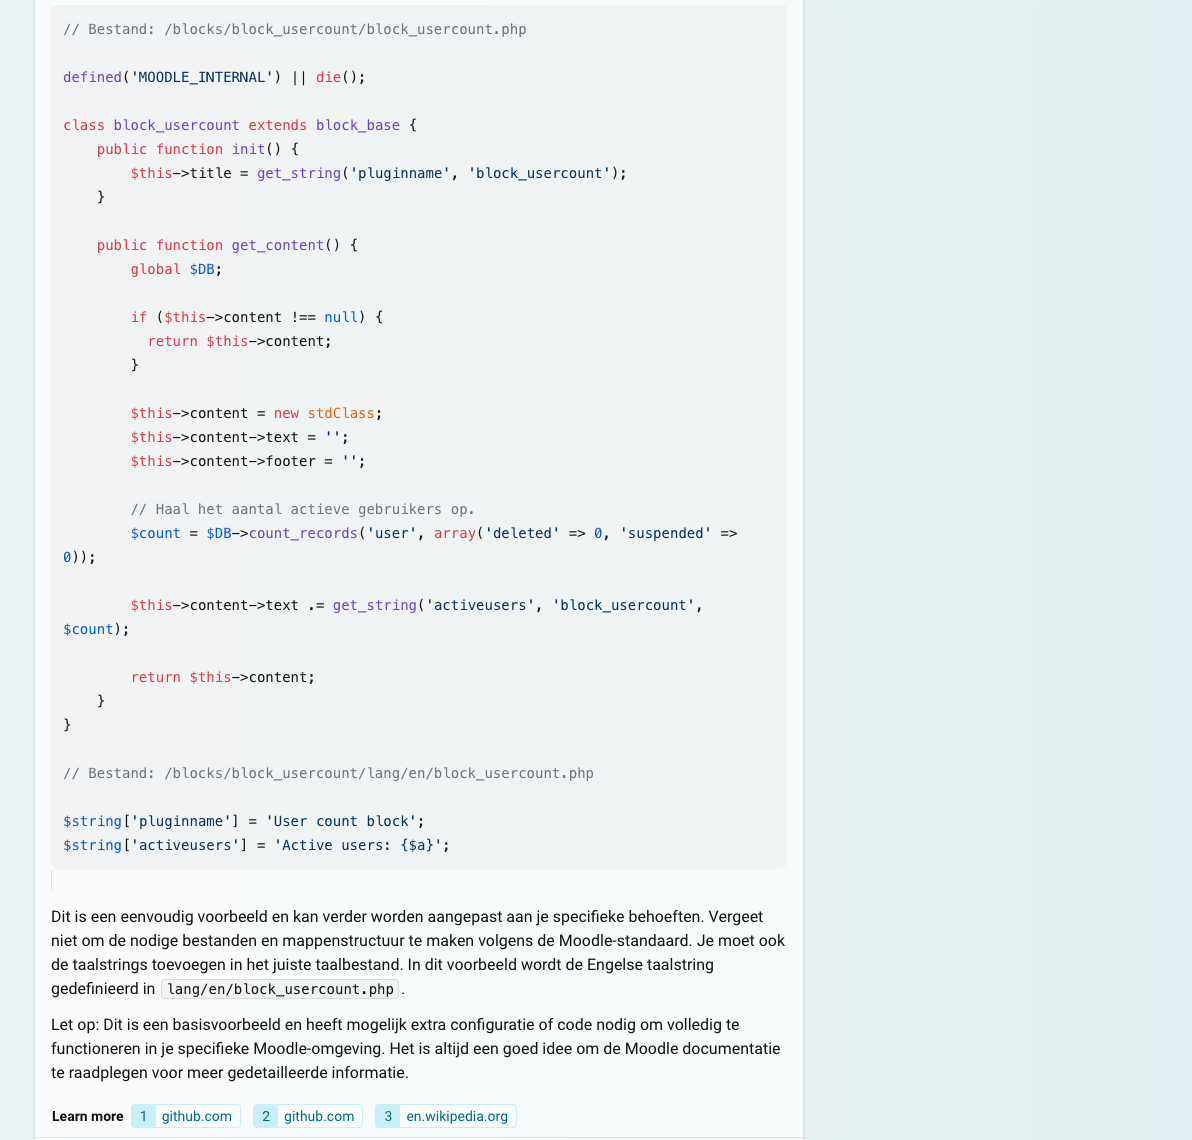 // Bestand: /blocks/block_usercount/block_usercount.php
defined('MOODLE_INTERNAL') || die();
class block_usercount extends block_base {
    public function init() {
        $this->title = get_string('pluginname', 'block_usercount');
    }
    public function get_content() {
        global $DB;
        if ($this->content !== null) {
          return $this->content;
        }
        $this->content = new stdClass;
        $this->content->text = '';
        $this->content->footer = '';
        // Haal het aantal actieve gebruikers op.
        $count = $DB->count_records('user', array('deleted' => 0, 'suspended' =>
0));
        $this->content->text .= get_string('activeusers', 'block_usercount',
$count);
        return $this->content;
    }
}
// Bestand: /blocks/block_usercount/lang/en/block_usercount.php
$string['pluginname'] = 'User count block';
$string['activeusers'] = 'Active users: {$a}';
Dit is een eenvoudig voorbeeld en kan verder worden aangepast aan je specifieke behoeften. Vergeet
niet om de nodige bestanden en mappenstructuur te maken volgens de Moodle-standaard. Je moet ook
de taalstrings toevoegen in het juiste taalbestand. In dit voorbeeld wordt de Engelse taalstring
gedefinieerd in lang/en/block_usercount.php.
Let op: Dit is een basisvoorbeeld en heeft mogelijk extra configuratie of code nodig om volledig te
functioneren in je specifieke Moodle-omgeving. Het is altijd een goed idee om de Moodle documentatie
te raadplegen voor meer gedetailleerde informatie.
Learn more 1 github.com 2 github.com 3 en.wikipedia.org